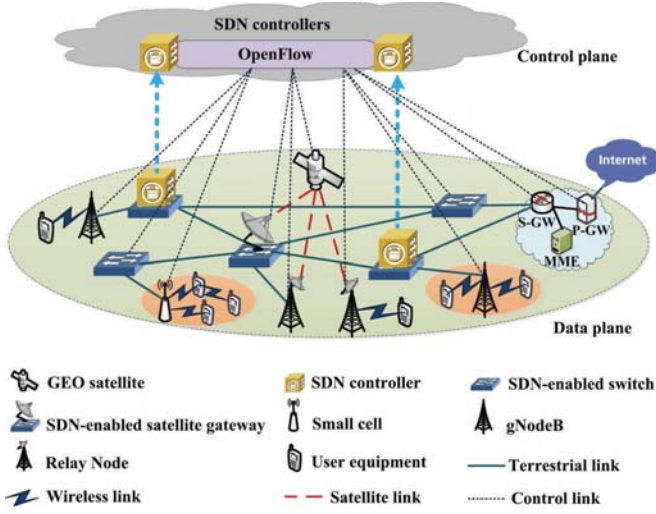 SDN controllers
OpenFlow
Control plane
Internet
S-GW
P-GW
MME
Data plane
GEO satellite
SDN controller
SDN-enabled switch
SDN-enabled satellite gateway
Small cell
gNodeB
Relay Node
User equipment
Terrestrial link
Wireless link
Satellite link
Control link